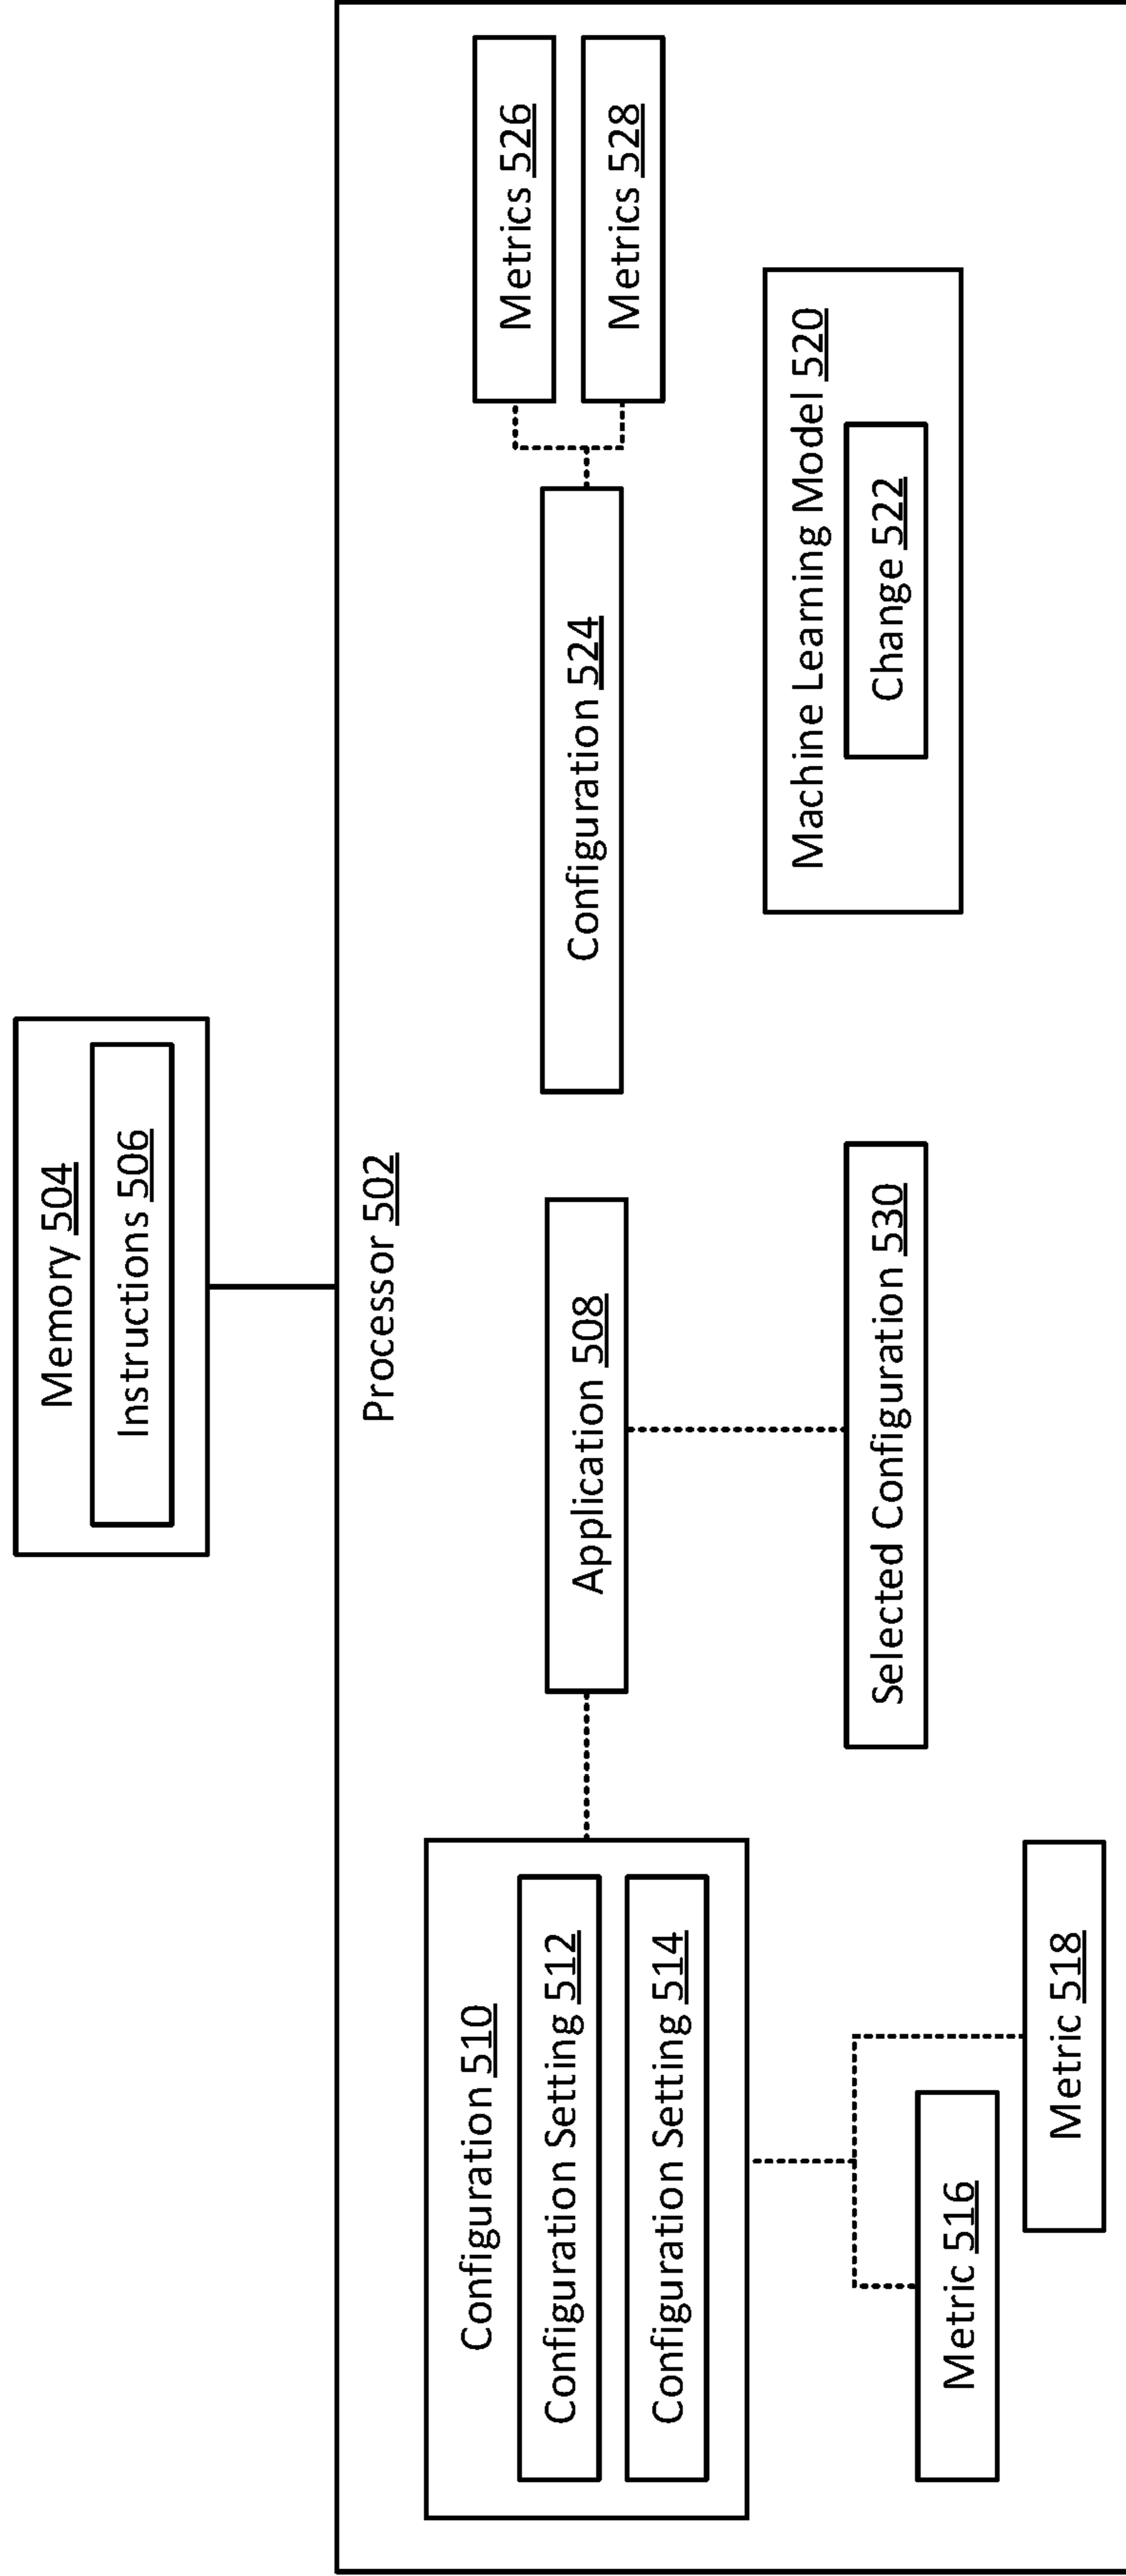 Memory 504
Instructions 506
Processor 502
Configuration 510
Configuration Setting 512
Configuration Setting 514
Metric 516
Metric 518
Application 508
Selected Configuration 530
Configuration 524
Metrics 526
Metrics 528
Machine Learning Model 520
Change 522